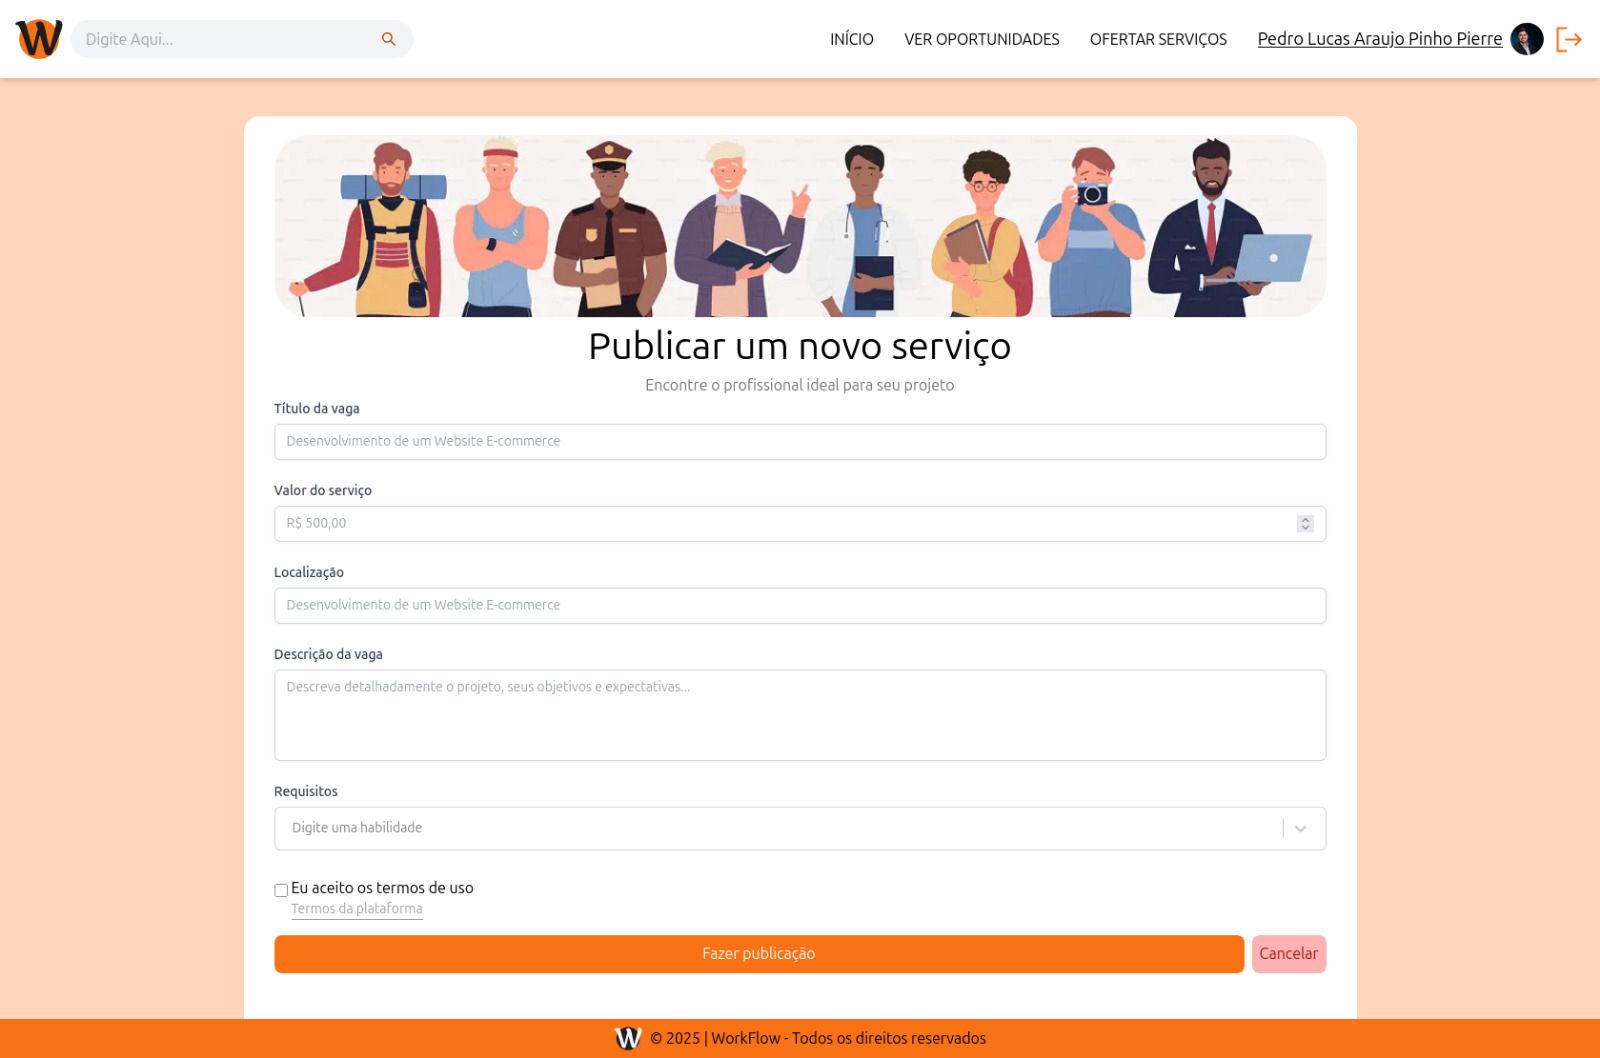 W
Digite Aqui...
INÍCIO
VER OPORTUNIDADES
OFERTAR SERVIÇOS
Pedro Lucas Araujo Pinho Pierre
Publicar um novo serviço
Encontre o profissional ideal para seu projeto
Título da vaga
Desenvolvimento de um Website E-commerce
Valor do serviço
R$ 500,00
Localização
Desenvolvimento de um Website E-commerce
Descrição da vaga
Descreva detalhadamente o projeto, seus objetivos e expectativas...
Requisitos
Digite uma habilidade
Eu aceito os termos de uso
Termos da plataforma
Fazer publicação
Cancelar
W © 2025 | WorkFlow - Todos os direitos reservados